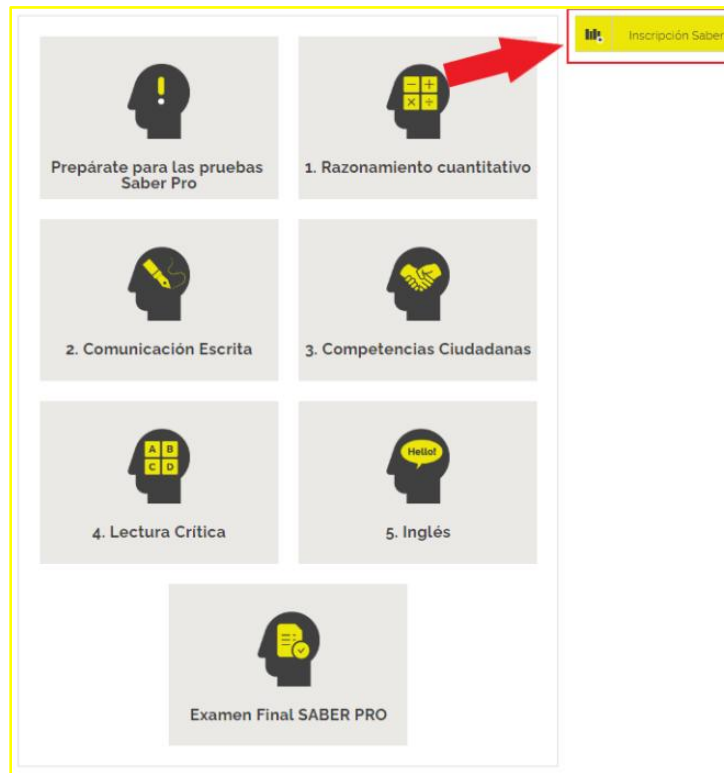 Inscripción Saber
Prepárate para las pruebas
Saber Pro
1. Razonamiento cuantitativo
2. Comunicación Escrita
3. Competencias Ciudadanas
A B
C D
4. Lectura Crítica
Hello!
5. Inglés
Examen Final SABER PRO